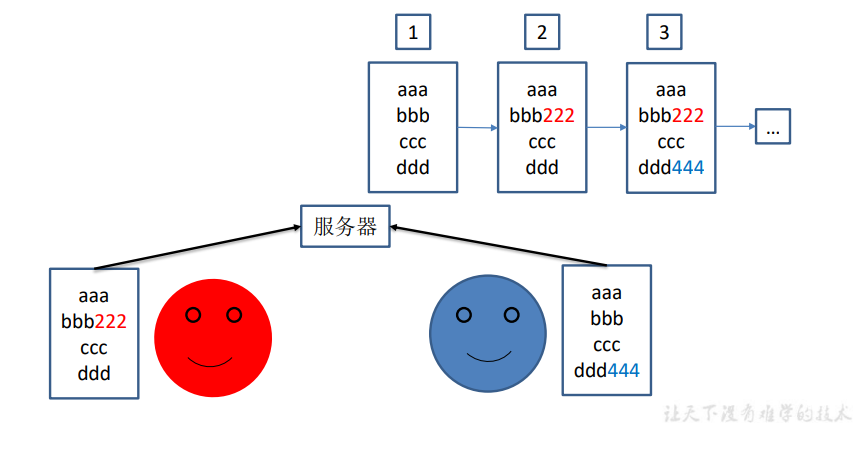 1
2
3
aaa
bbb
ccc
ddd
aaa
bbb222
ccc
ddd
aaa
bbb222
ccc
ddd444
...
服务器
aaa
bbb222
ccc
ddd
aaa
bbb
ccc
ddd444
让天下没有难学的技术